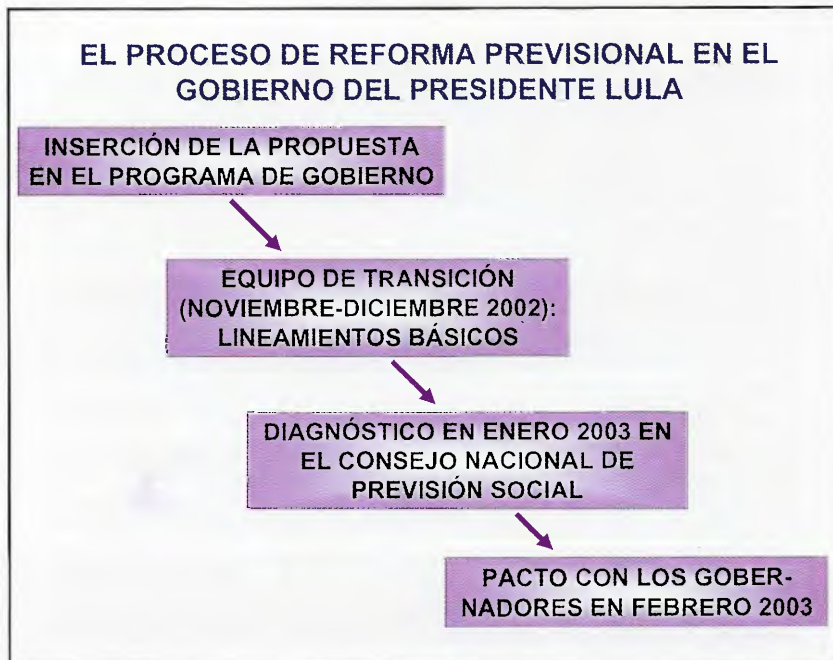 EL PROCESO DE REFORMA PREVISIONAL EN EL
GOBIERNO DEL PRESIDENTE LULA
INSERCIÓN DE LA PROPUESTA
EN EL PROGRAMA DE GOBIERNO
EQUIPO DE TRANSICIÓN
(NOVIEMBRE-DICIEMBRE 2002):
LINEAMIENTOS BÁSICOS
DIAGNÓSTICO EN ENERO 2003 EN
EL CONSEJO NACIONAL DE
PREVISIÓN SOCIAL
PACTO CON LOS GOBER-
NADORES EN FEBRERO 2003